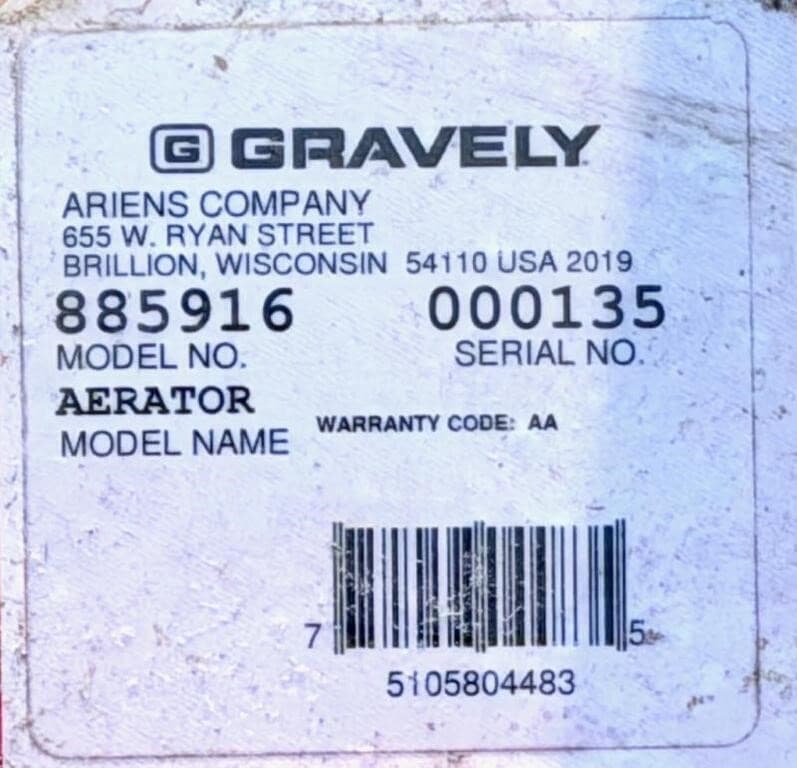 G GRAVELY
ARIENS COMPANY
655 W. RYAN STREET
BRILLION, WISCONSIN 54110 USA 2019
885916 000135
MODEL NO. SERIAL NO.
AERATOR
WARRANTY CODE: AA
MODEL NAME
7 5
5105804483